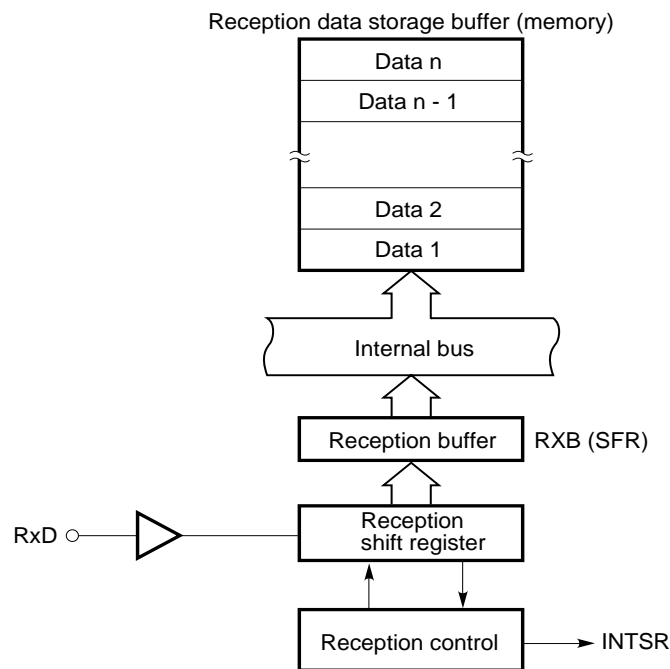 Reception data storage buffer (memory)
Data n
Data n - 1
Data 2
Data 1
Internal bus
Reception buffer
RXB (SFR)
RxD
Reception
shift register
Reception control
INTSR